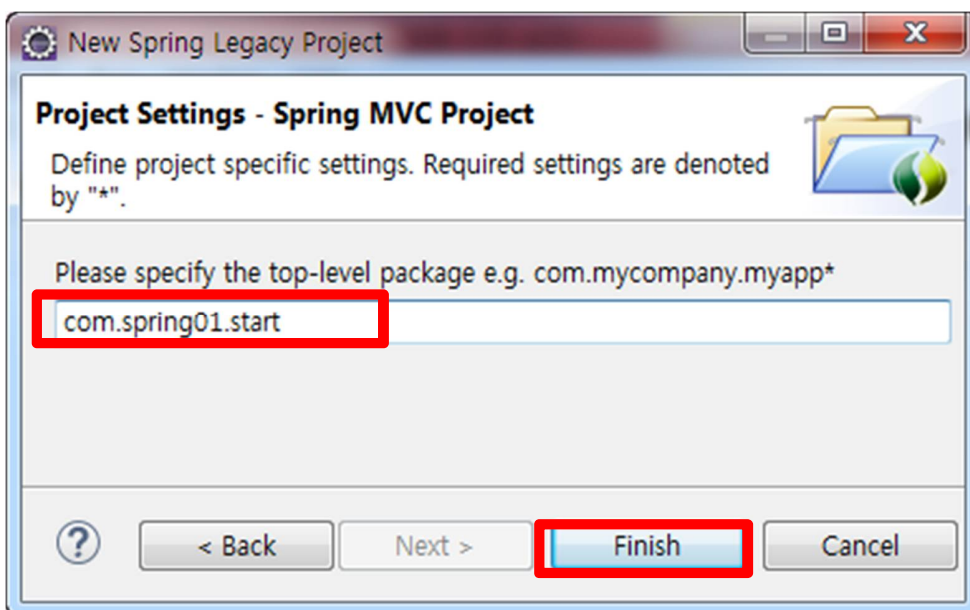 New Spring Legacy Project
Project Settings - Spring MVC Project
Define project specific settings. Required settings are denoted
by "*".
Please specify the top-level package e.g. com.mycompany.myapp*
com.spring01.start
?
< Back
Next >
Finish
Cancel